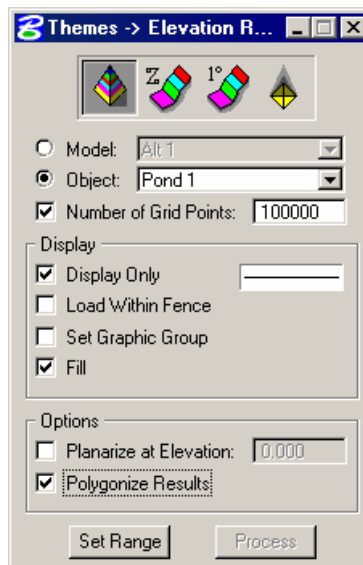 Themes -> Elevation R...
Z
1°
Model: Alt 1
Object: Pond 1
Number of Grid Points: 100000
Display
Display Only
Load Within Fence
Set Graphic Group
Fill
Options
Planarize at Elevation: 0.000
Polygonize Results
Set Range Process